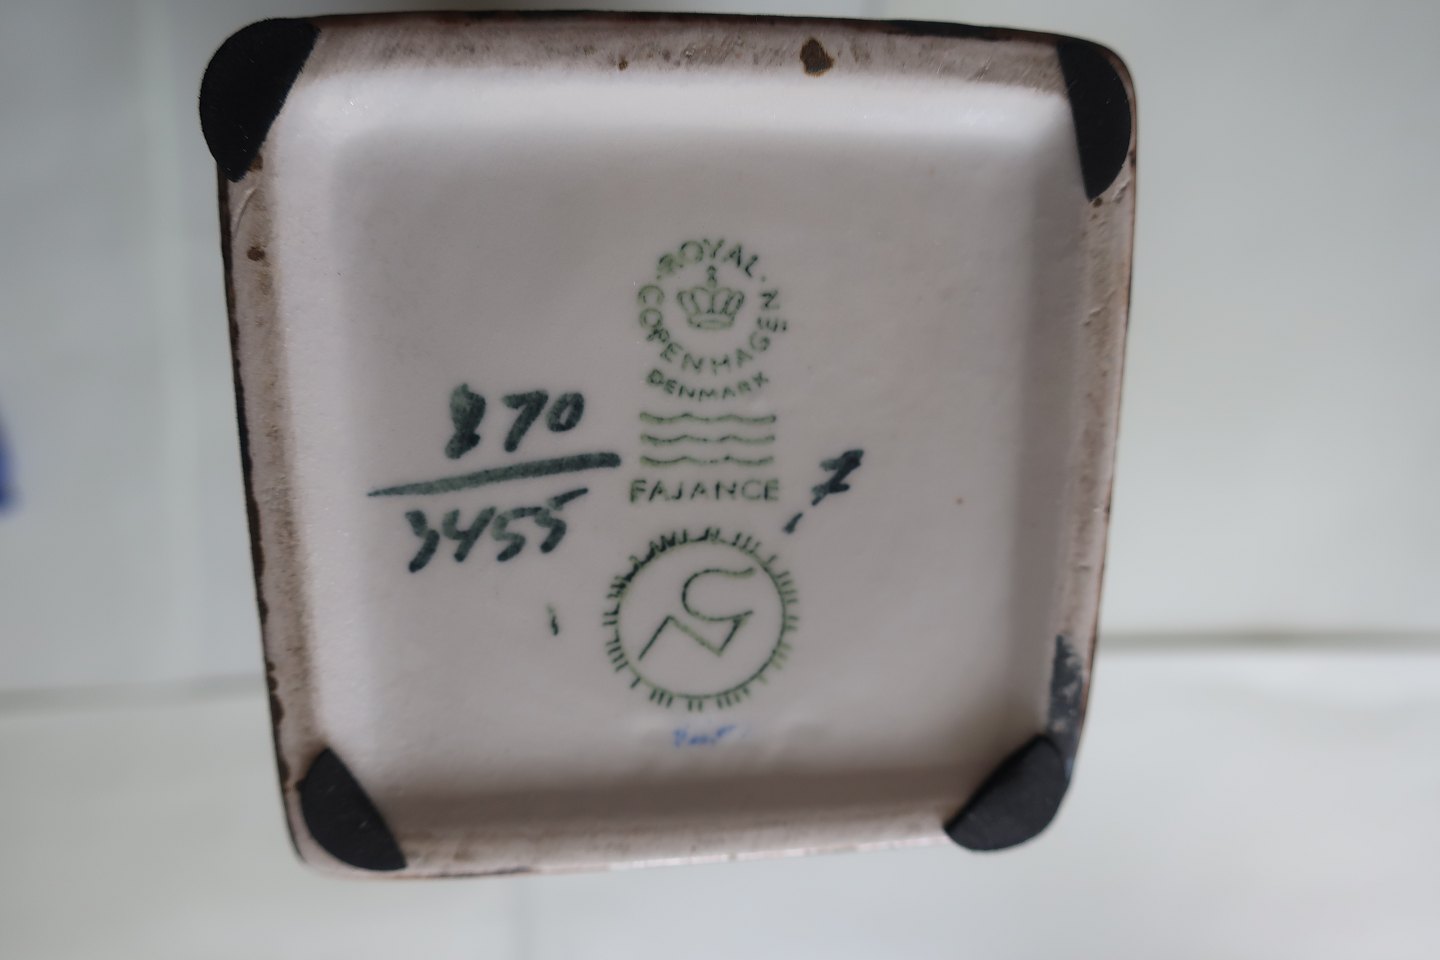 ROYAL
COPENHAGEN
DENMARK
870
3455
FAJANCE